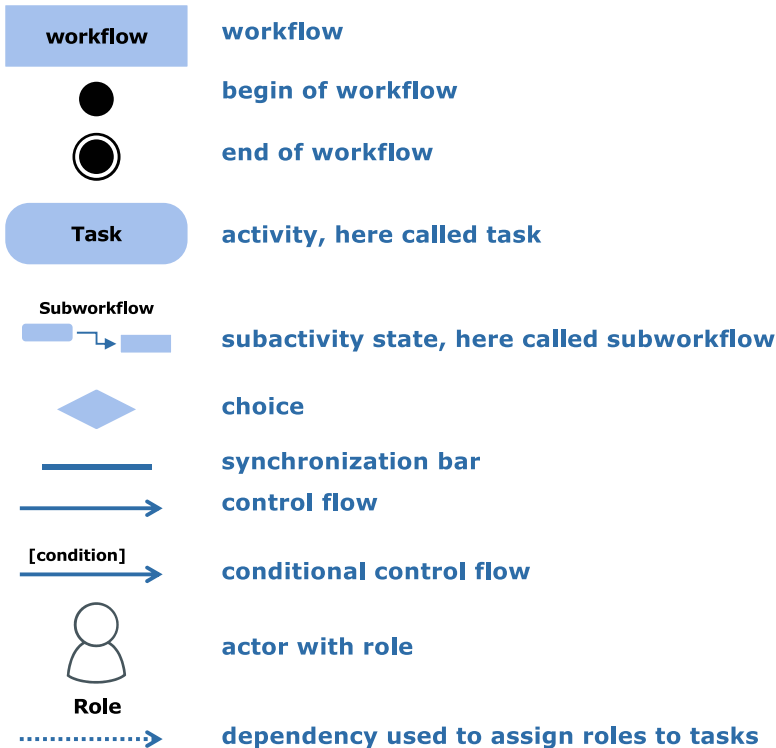 workflow workflow
begin of workflow
end of workflow
Task activity, here called task
Subworkflow
subactivity state, here called subworkflow
choice
synchronization bar
control flow
[condition]
conditional control flow
actor with role
Role
dependency used to assign roles to tasks